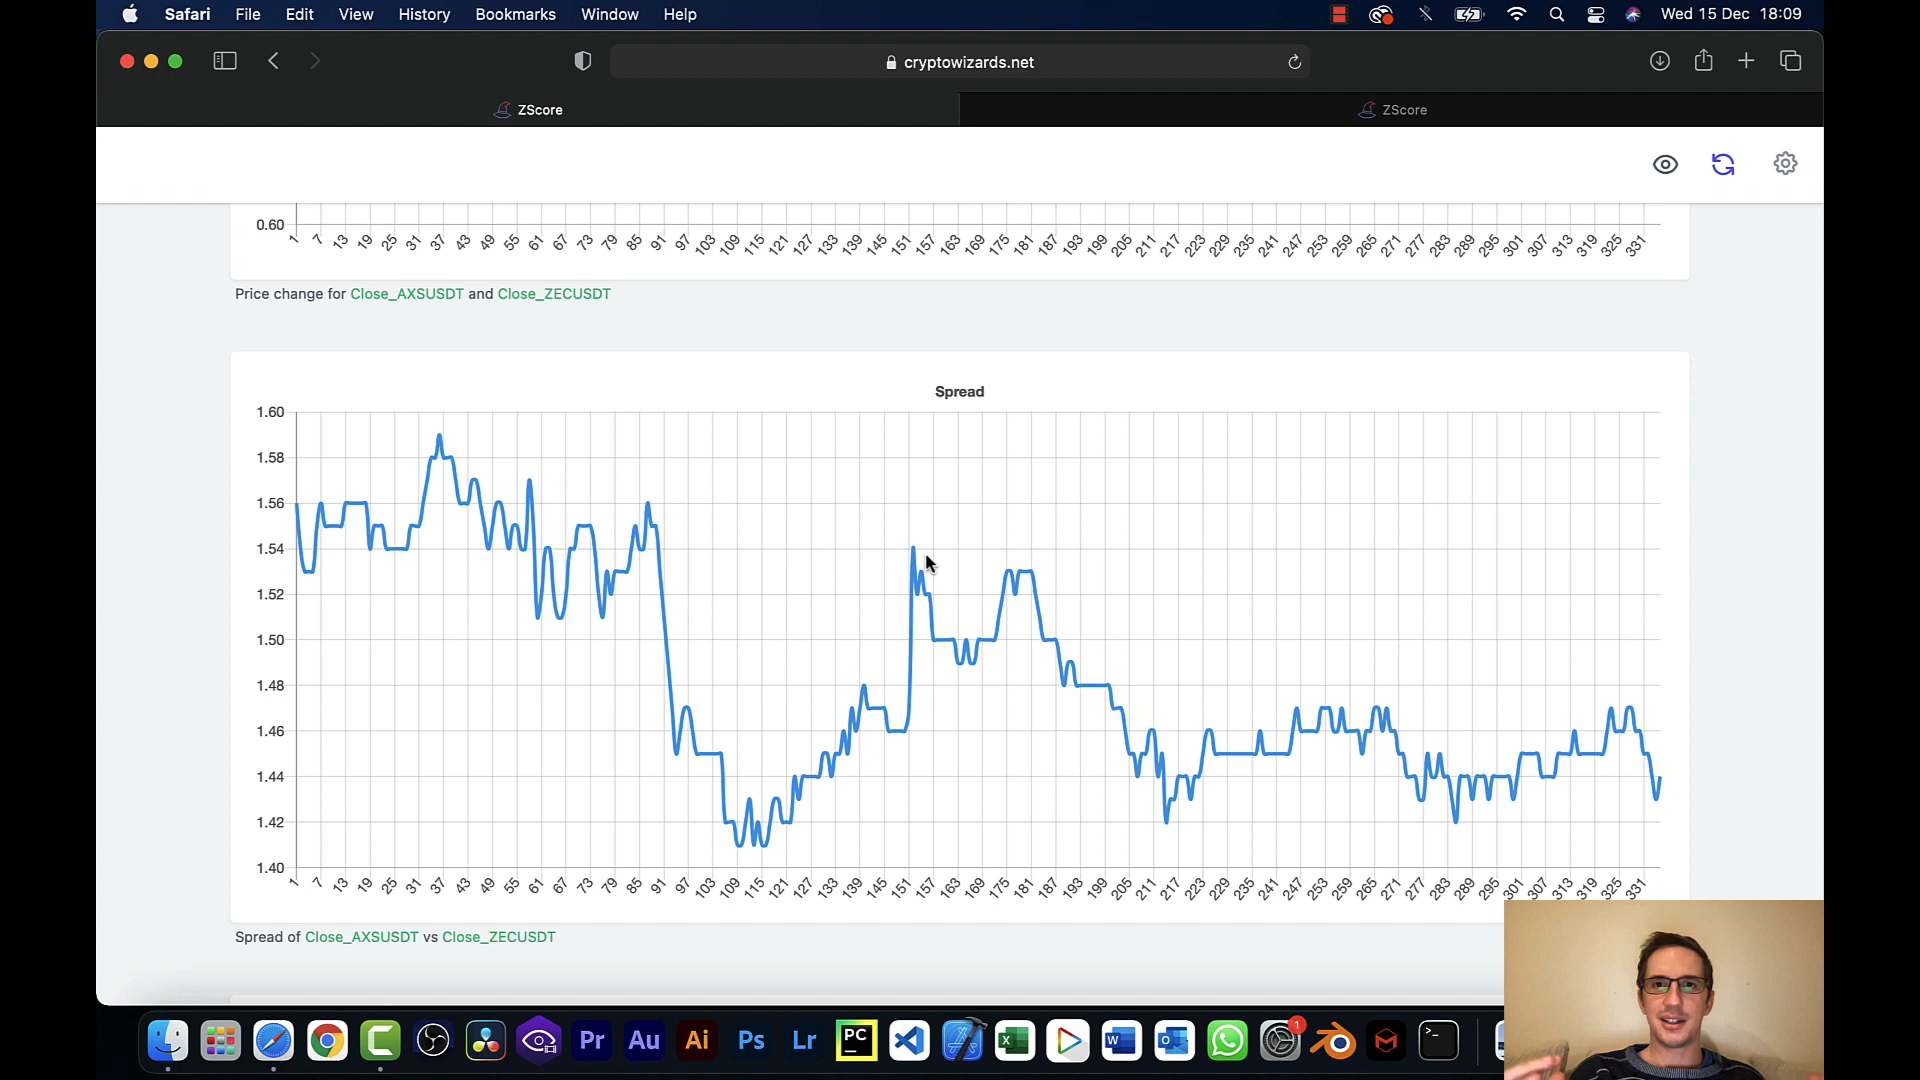 Safari File Edit View History Bookmarks Window Help Wed 15 Dec 18:09
cryptowizards.net
ZScore ZScore
0.60
1 7 13 19 25 31 37 43 49 55 61 67 73 79 85 91 97 103 109 115 121 127 133 139 145 151 157 163 169 175 181 187 193 199 205 211 217 223 229 235 241 247 253 259 265 271 277 283 289 295 301 307 313 319 325 331
Price change for Close_AXSUSDT and Close_ZECUSDT
Spread
1.60
1.58
1.56
1.54
1.52
1.50
1.48
1.46
1.44
1.42
1.40
1 7 13 19 25 31 37 43 49 55 61 67 73 79 85 91 97 103 109 115 121 127 133 139 145 151 157 163 169 175 181 187 193 199 205 211 217 223 229 235 241 247 253 259 265 271 277 283 289 295 301 307 313 319 325 331
Spread of Close_AXSUSDT vs Close_ZECUSDT
Pr Au Ai Ps Lr PC X W O 1 >_